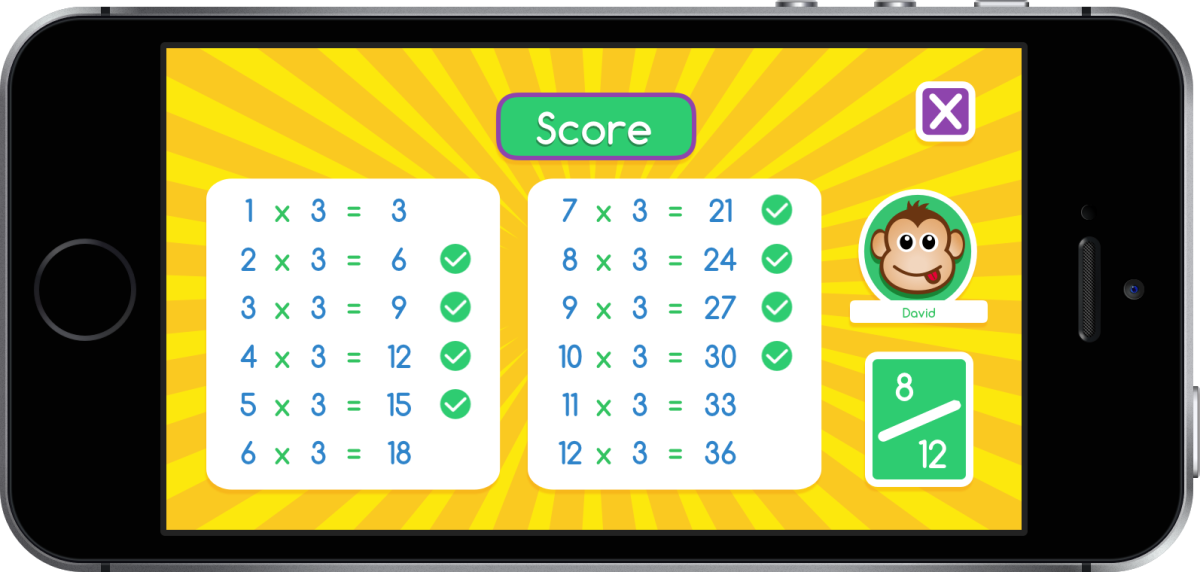 Score
1 x 3 = 3
2 x 3 = 6
3 x 3 = 9
4 x 3 = 12
5 x 3 = 15
6 x 3 = 18
7 x 3 = 21
8 x 3 = 24
9 x 3 = 27
10 x 3 = 30
11 x 3 = 33
12 x 3 = 36
David
8
12